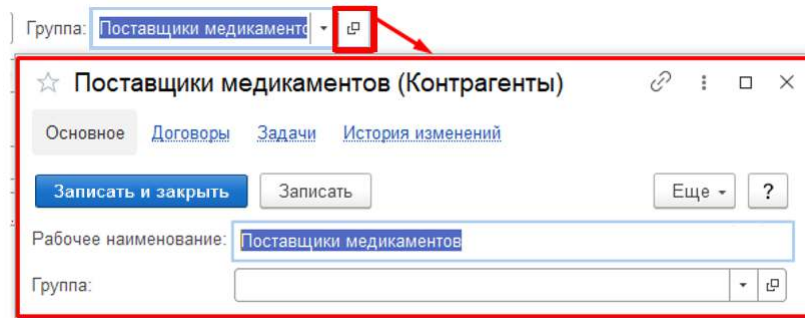 Группа: Поставщики медикаменто
Поставщики медикаментов (Контрагенты)
Основное Договоры Задачи История изменений
Записать и закрыть Записать Еще ?
Рабочее наименование: Поставщики медикаментов
Группа: